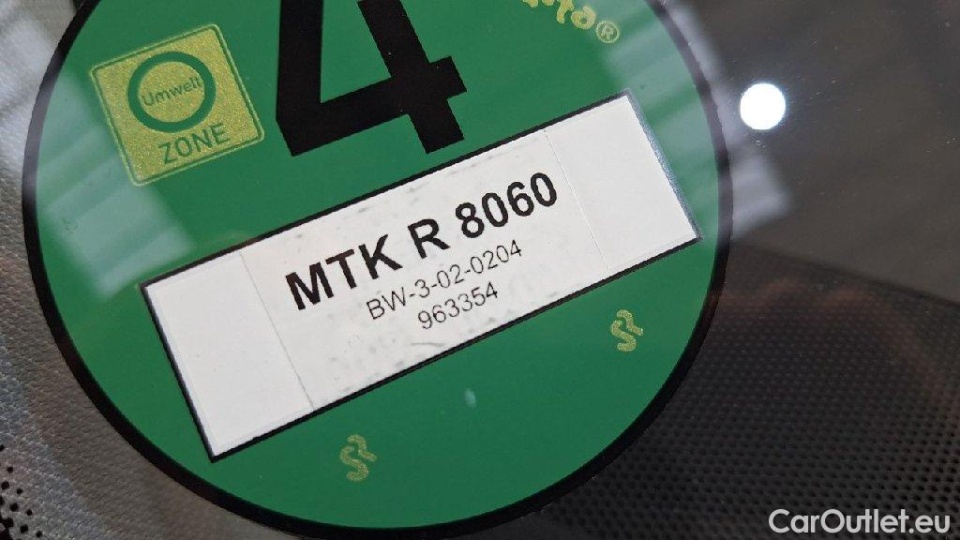 4
Umwelt
ZONE
MTK R 8060
BW-3-02-0204
963354
CarOutlet.eu